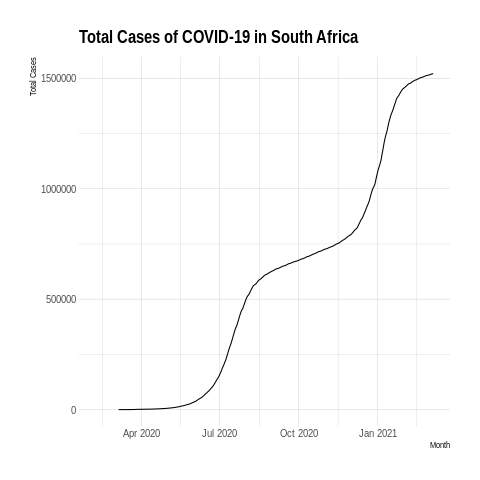 Total Cases of COVID-19 in South Africa
Total Cases
1500000
1000000
500000
0
Apr 2020 Jul 2020 Oct 2020 Jan 2021
Month